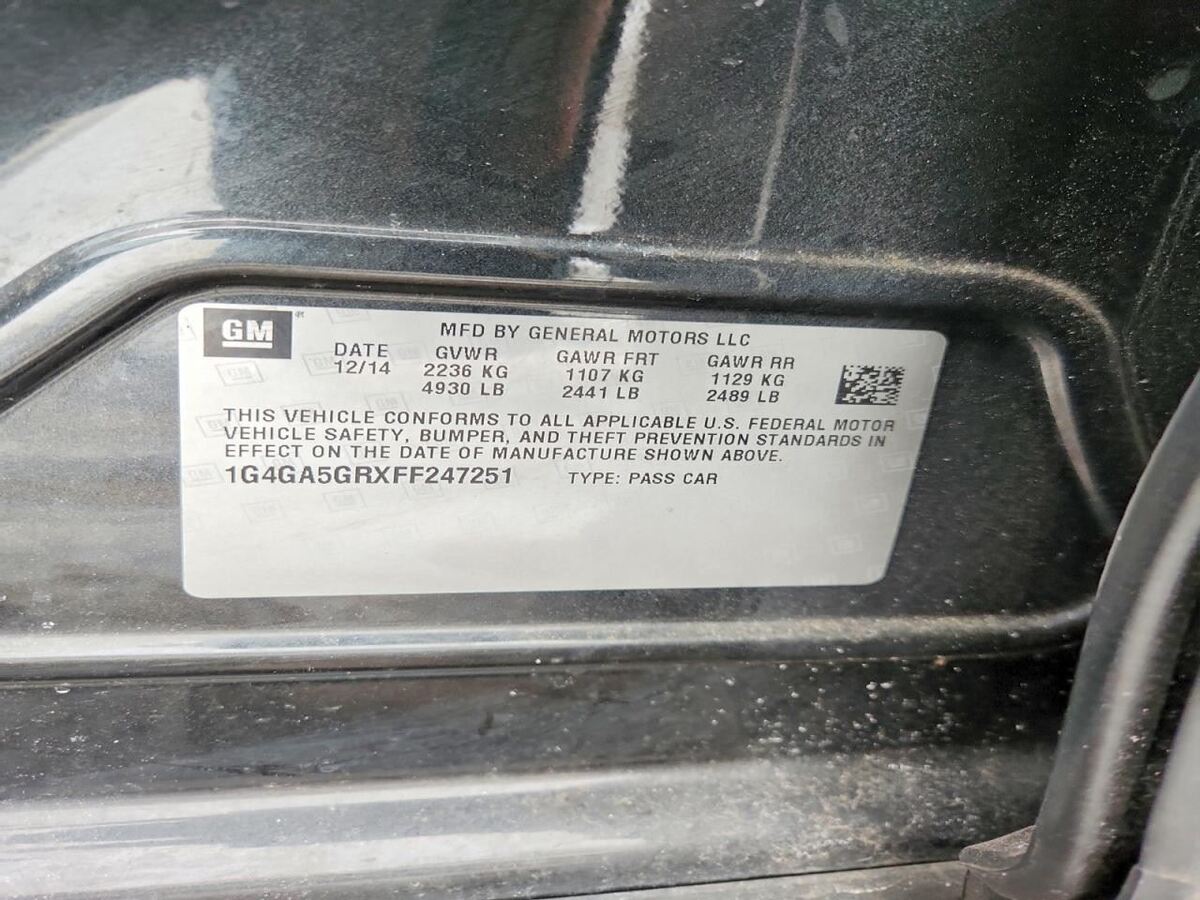 GM
MFD BY GENERAL MOTORS LLC
DATE GVWR GAWR FRT GAWR RR
12/14 2236 KG 1107 KG 1129 KG
4930 LB 2441 LB 2489 LB
THIS VEHICLE CONFORMS TO ALL APPLICABLE U.S. FEDERAL MOTOR
VEHICLE SAFETY, BUMPER, AND THEFT PREVENTION STANDARDS IN
EFFECT ON THE DATE OF MANUFACTURE SHOWN ABOVE.
1G4GA5GRXFF247251 TYPE: PASS CAR